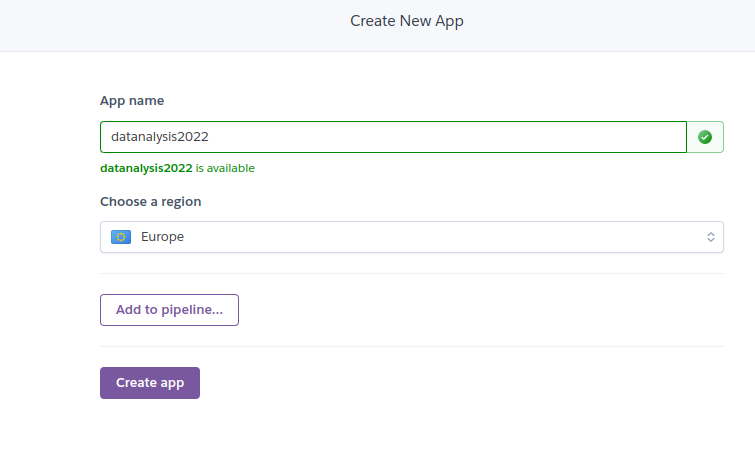 Create New App
App name
datanalysis2022
datanalysis2022 is available
Choose a region
Europe
Add to pipeline...
Create app